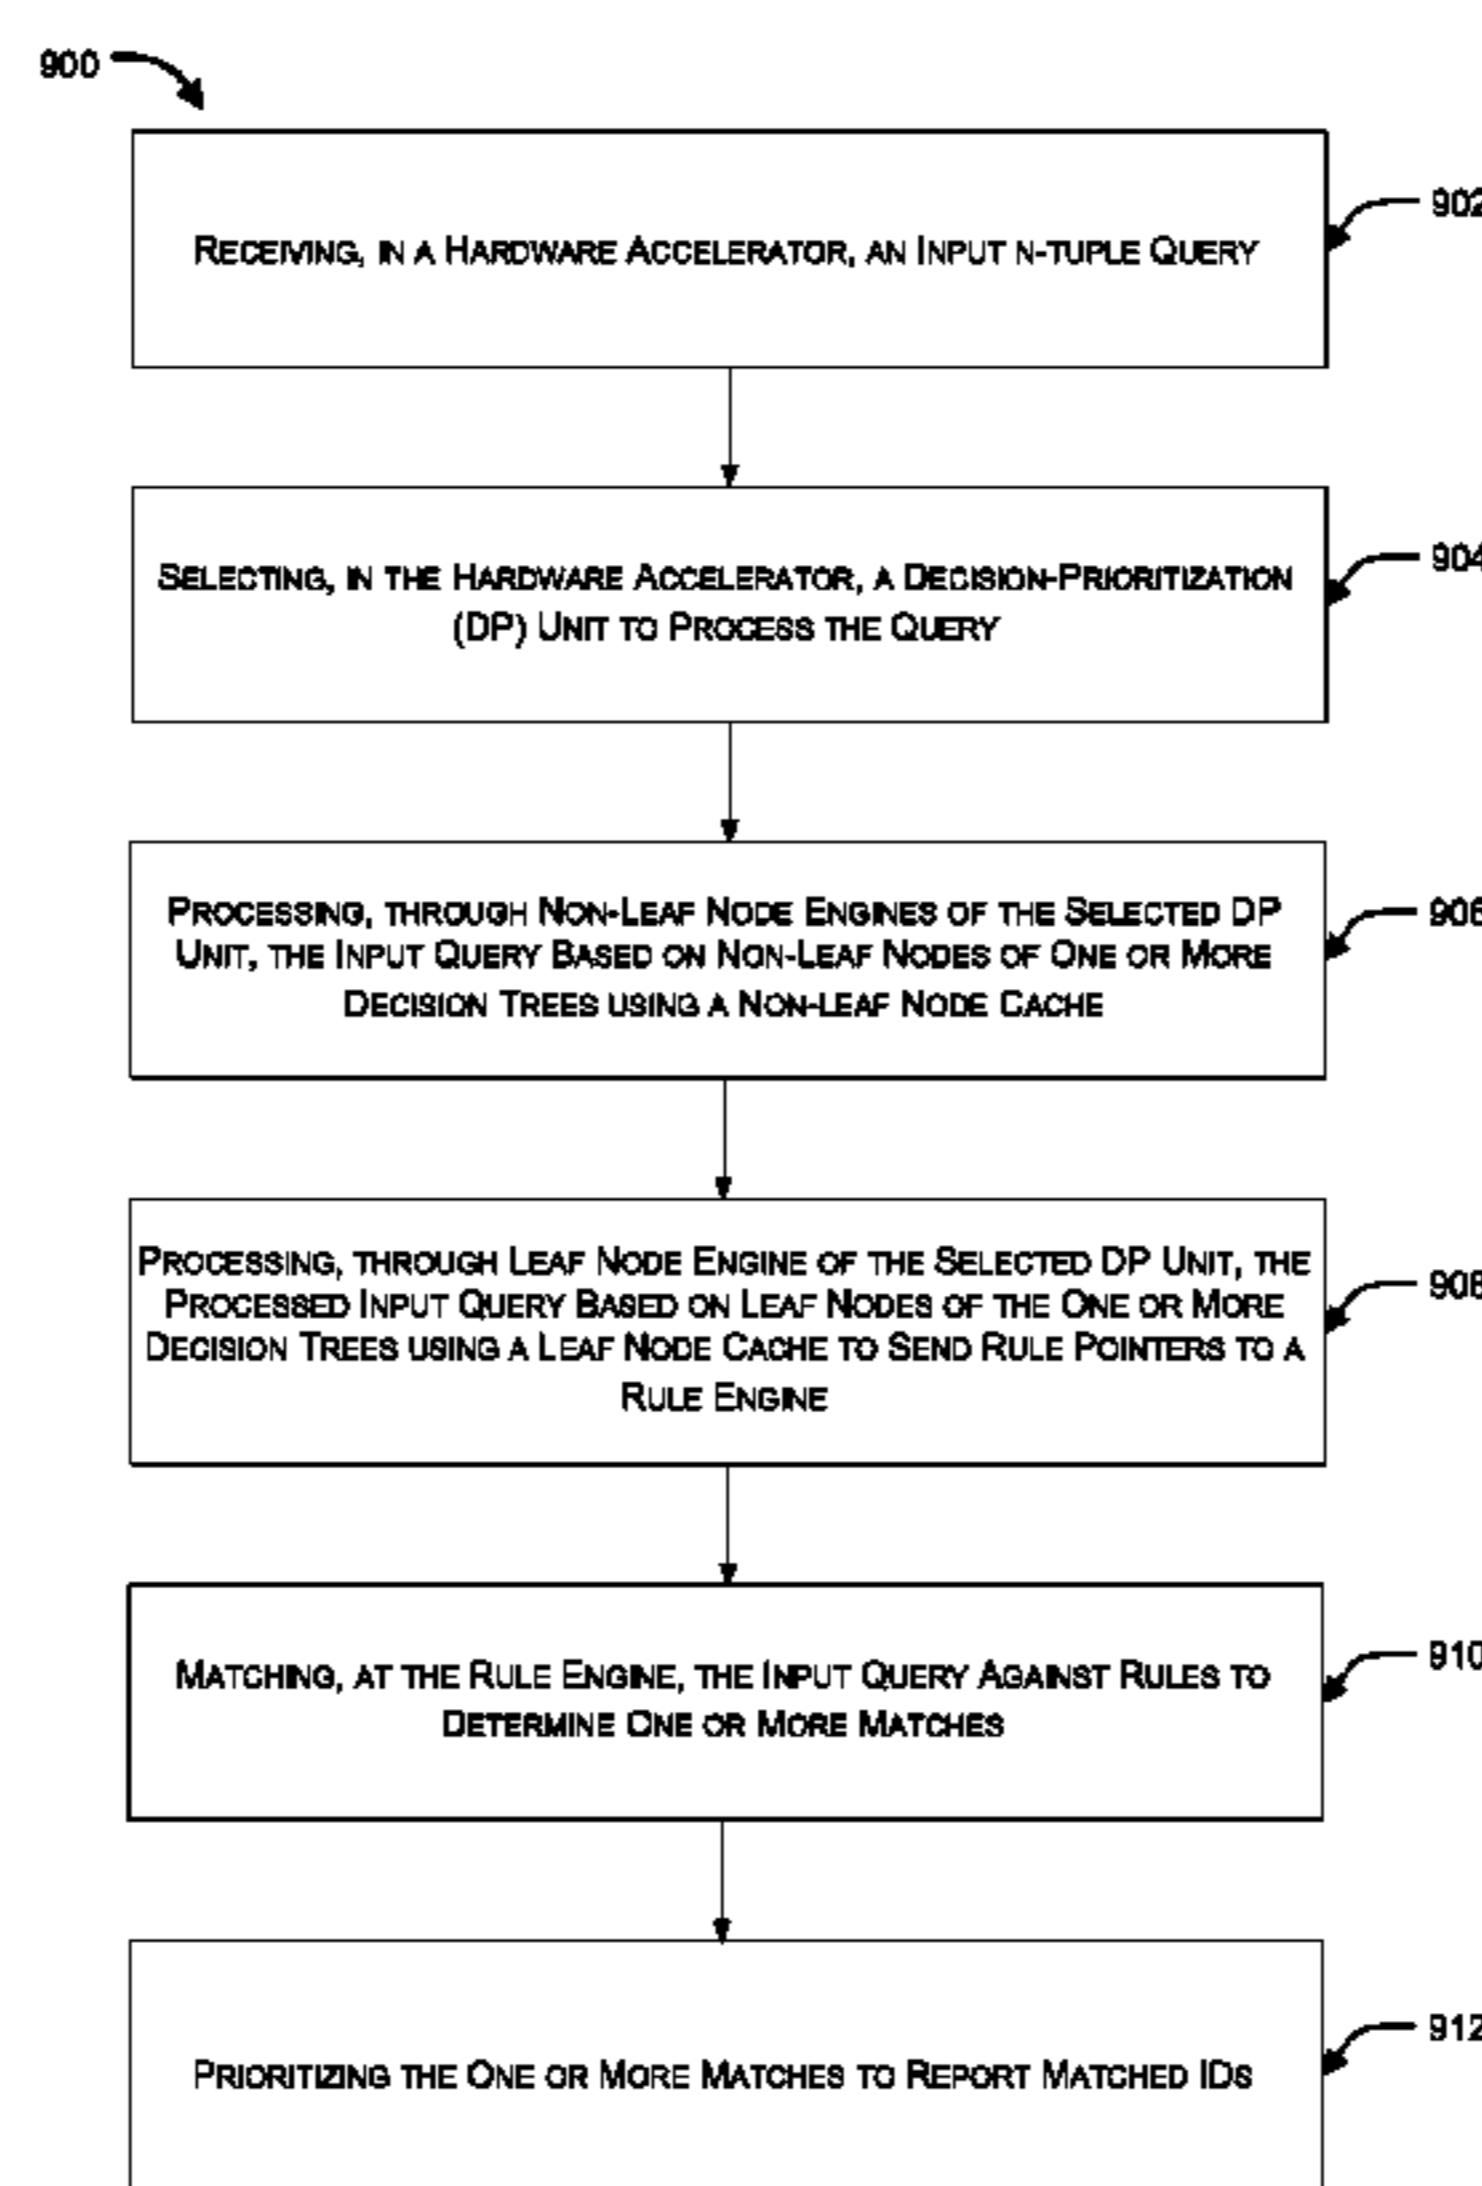 900
902
RECEIVING, IN A HARDWARE ACCELERATOR, AN INPUT N-TUPLE QUERY
904
SELECTING, IN THE HARDWARE ACCELERATOR, A DECISION-PRIORITIZATION
(DP) UNIT TO PROCESS THE QUERY
906
PROCESSING, THROUGH NON-LEAF NODE ENGINES OF THE SELECTED DP
UNIT, THE INPUT QUERY BASED ON NON-LEAF NODES OF ONE OR MORE
DECISION TREES USING A NON-LEAF NODE CACHE
908
PROCESSING, THROUGH LEAF NODE ENGINE OF THE SELECTED DP UNIT, THE
PROCESSED INPUT QUERY BASED ON LEAF NODES OF THE ONE OR MORE
DECISION TREES USING A LEAF NODE CACHE TO SEND RULE POINTERS TO A
RULE ENGINE
910
MATCHING, AT THE RULE ENGINE, THE INPUT QUERY AGAINST RULES TO
DETERMINE ONE OR MORE MATCHES
912
PRIORITIZING THE ONE OR MORE MATCHES TO REPORT MATCHED IDS